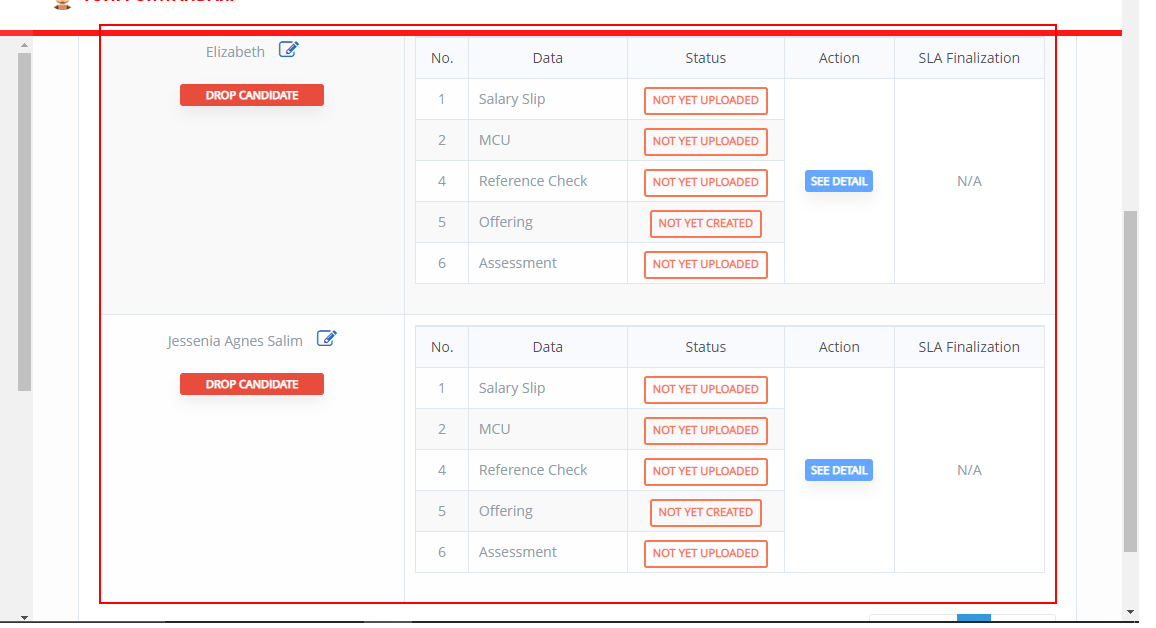 Elizabeth
DROP CANDIDATE
No. Data Status Action SLA Finalization
1 Salary Slip NOT YET UPLOADED
2 MCU NOT YET UPLOADED
4 Reference Check NOT YET UPLOADED SEE DETAIL N/A
5 Offering NOT YET CREATED
6 Assessment NOT YET UPLOADED
Jessenia Agnes Salim
DROP CANDIDATE
No. Data Status Action SLA Finalization
1 Salary Slip NOT YET UPLOADED
2 MCU NOT YET UPLOADED
4 Reference Check NOT YET UPLOADED SEE DETAIL N/A
5 Offering NOT YET CREATED
6 Assessment NOT YET UPLOADED